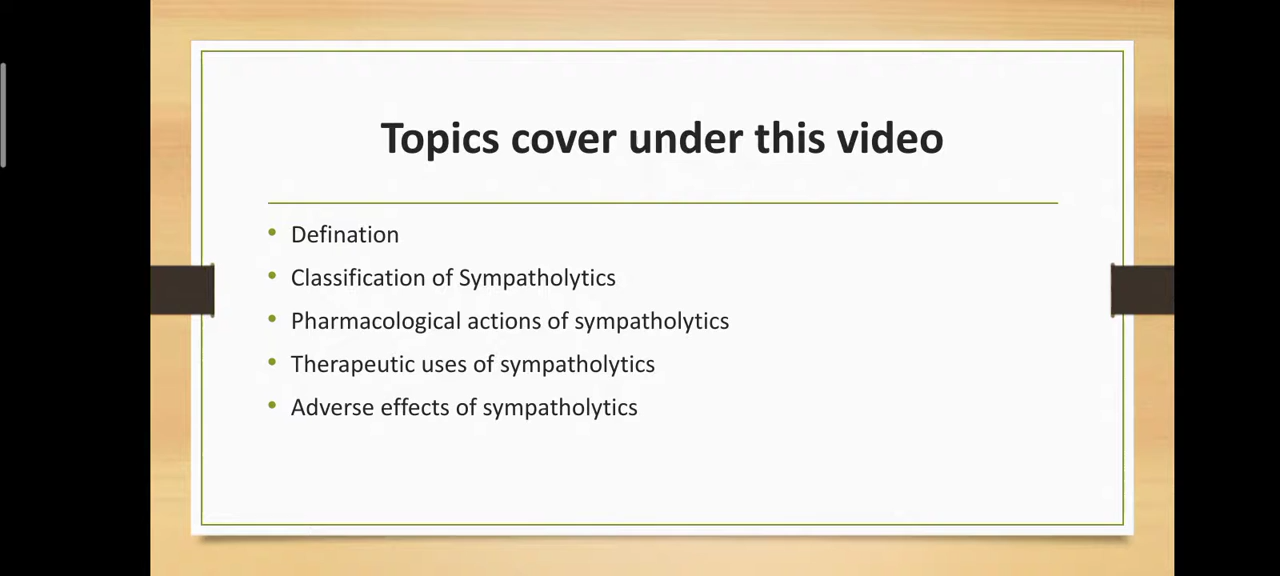 Topics cover under this video
• Defination
• Classification of Sympatholytics
• Pharmacological actions of sympatholytics
• Therapeutic uses of sympatholytics
• Adverse effects of sympatholytics